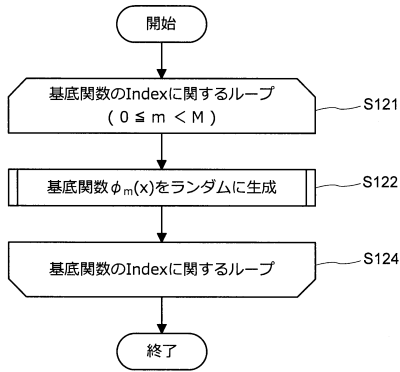 開始
基底関数のIndexに関するループ
( 0 ≦ m < M )
S121
基底関数φm(x)をランダムに生成
S122
基底関数のIndexに関するループ
S124
終了